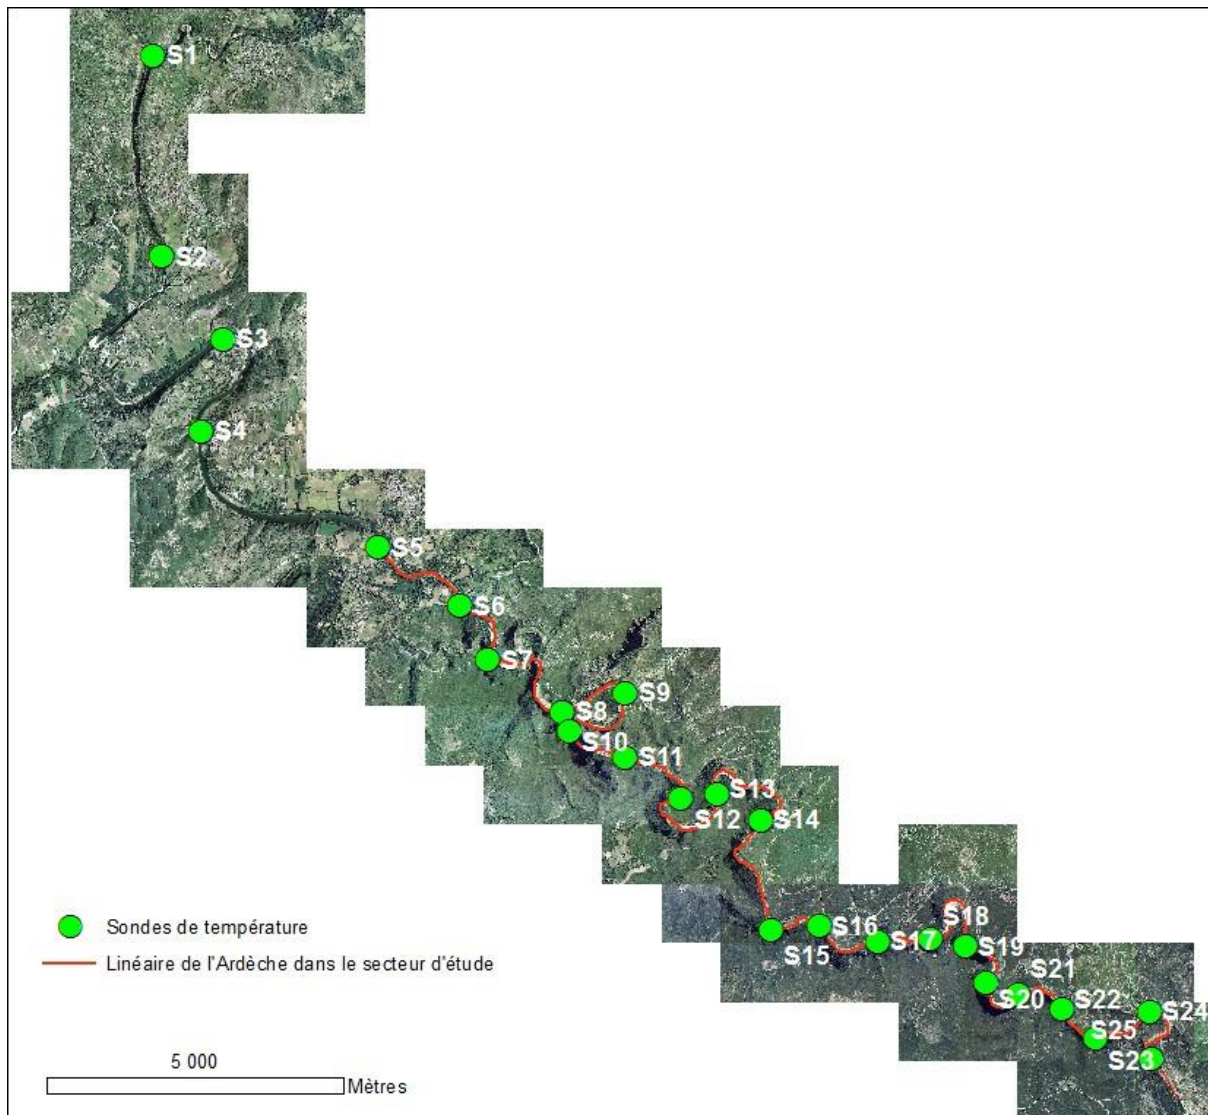 S1
S2
S3
S4
S5
S6
S7
S8
S9
S10
S11
S12
S13
S14
S15
S16
S17
S18
S19
S20
S21
S22
S23
S24
S25
Sondes de température
Linéaire de l'Ardèche dans le secteur d'étude
5 000
Mètres